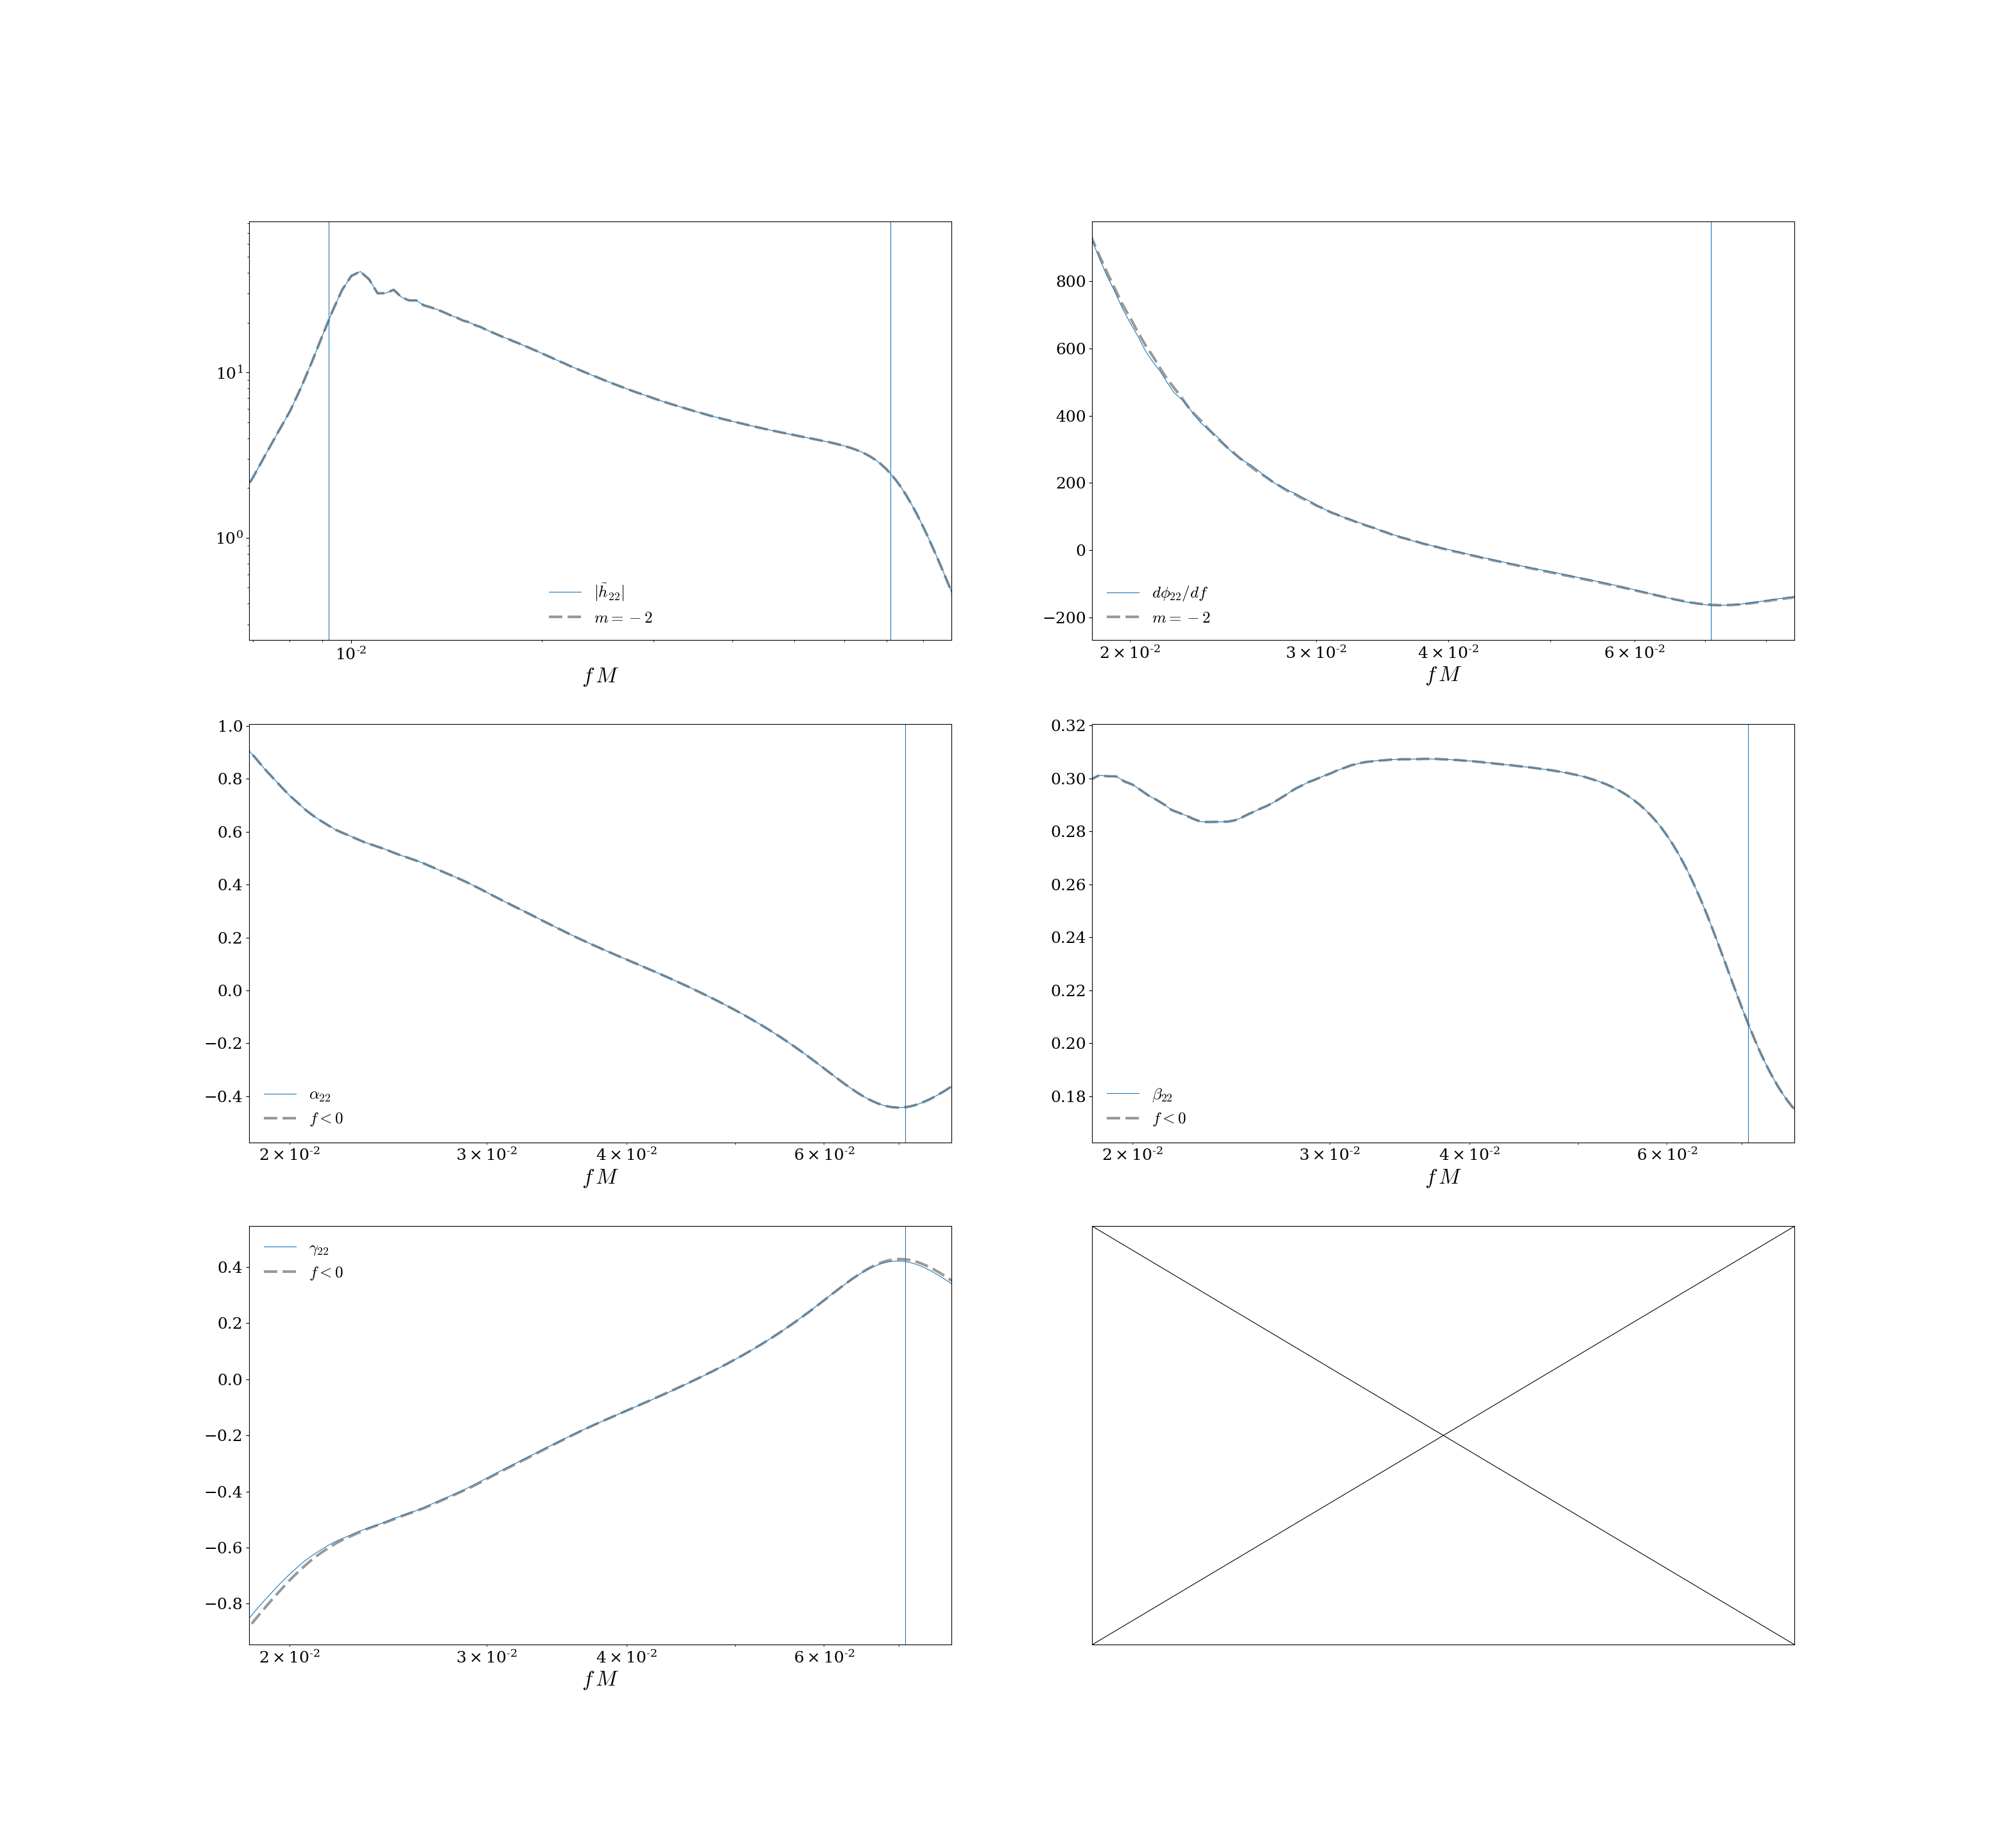 10¹
10⁰
|h̃₂₂|
m = −2
10⁻²
f M
800
600
400
200
0
−200
dϕ₂₂/df
m = −2
2 × 10⁻² 3 × 10⁻² 4 × 10⁻² 6 × 10⁻²
f M
1.0
0.8
0.6
0.4
0.2
0.0
−0.2
−0.4
α₂₂
f < 0
2 × 10⁻² 3 × 10⁻² 4 × 10⁻² 6 × 10⁻²
f M
0.32
0.30
0.28
0.26
0.24
0.22
0.20
0.18
β₂₂
f < 0
2 × 10⁻² 3 × 10⁻² 4 × 10⁻² 6 × 10⁻²
f M
γ₂₂
f < 0
0.4
0.2
0.0
−0.2
−0.4
−0.6
−0.8
2 × 10⁻² 3 × 10⁻² 4 × 10⁻² 6 × 10⁻²
f M